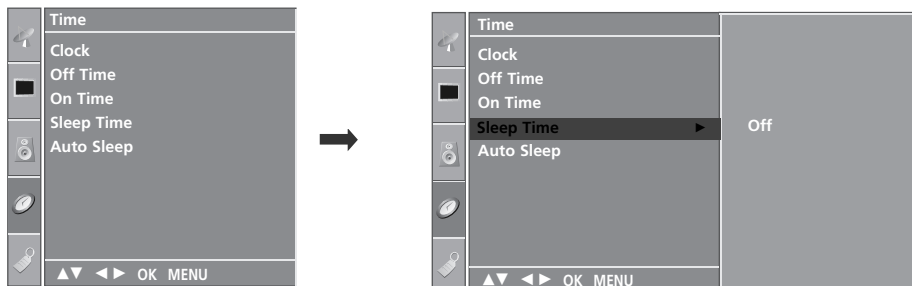 Time
Clock
Off Time
On Time
Sleep Time
Auto Sleep
▲▼ ◄► OK MENU
Time
Clock
Off Time
On Time
Sleep Time ► Off
Auto Sleep
▲▼ ◄► OK MENU